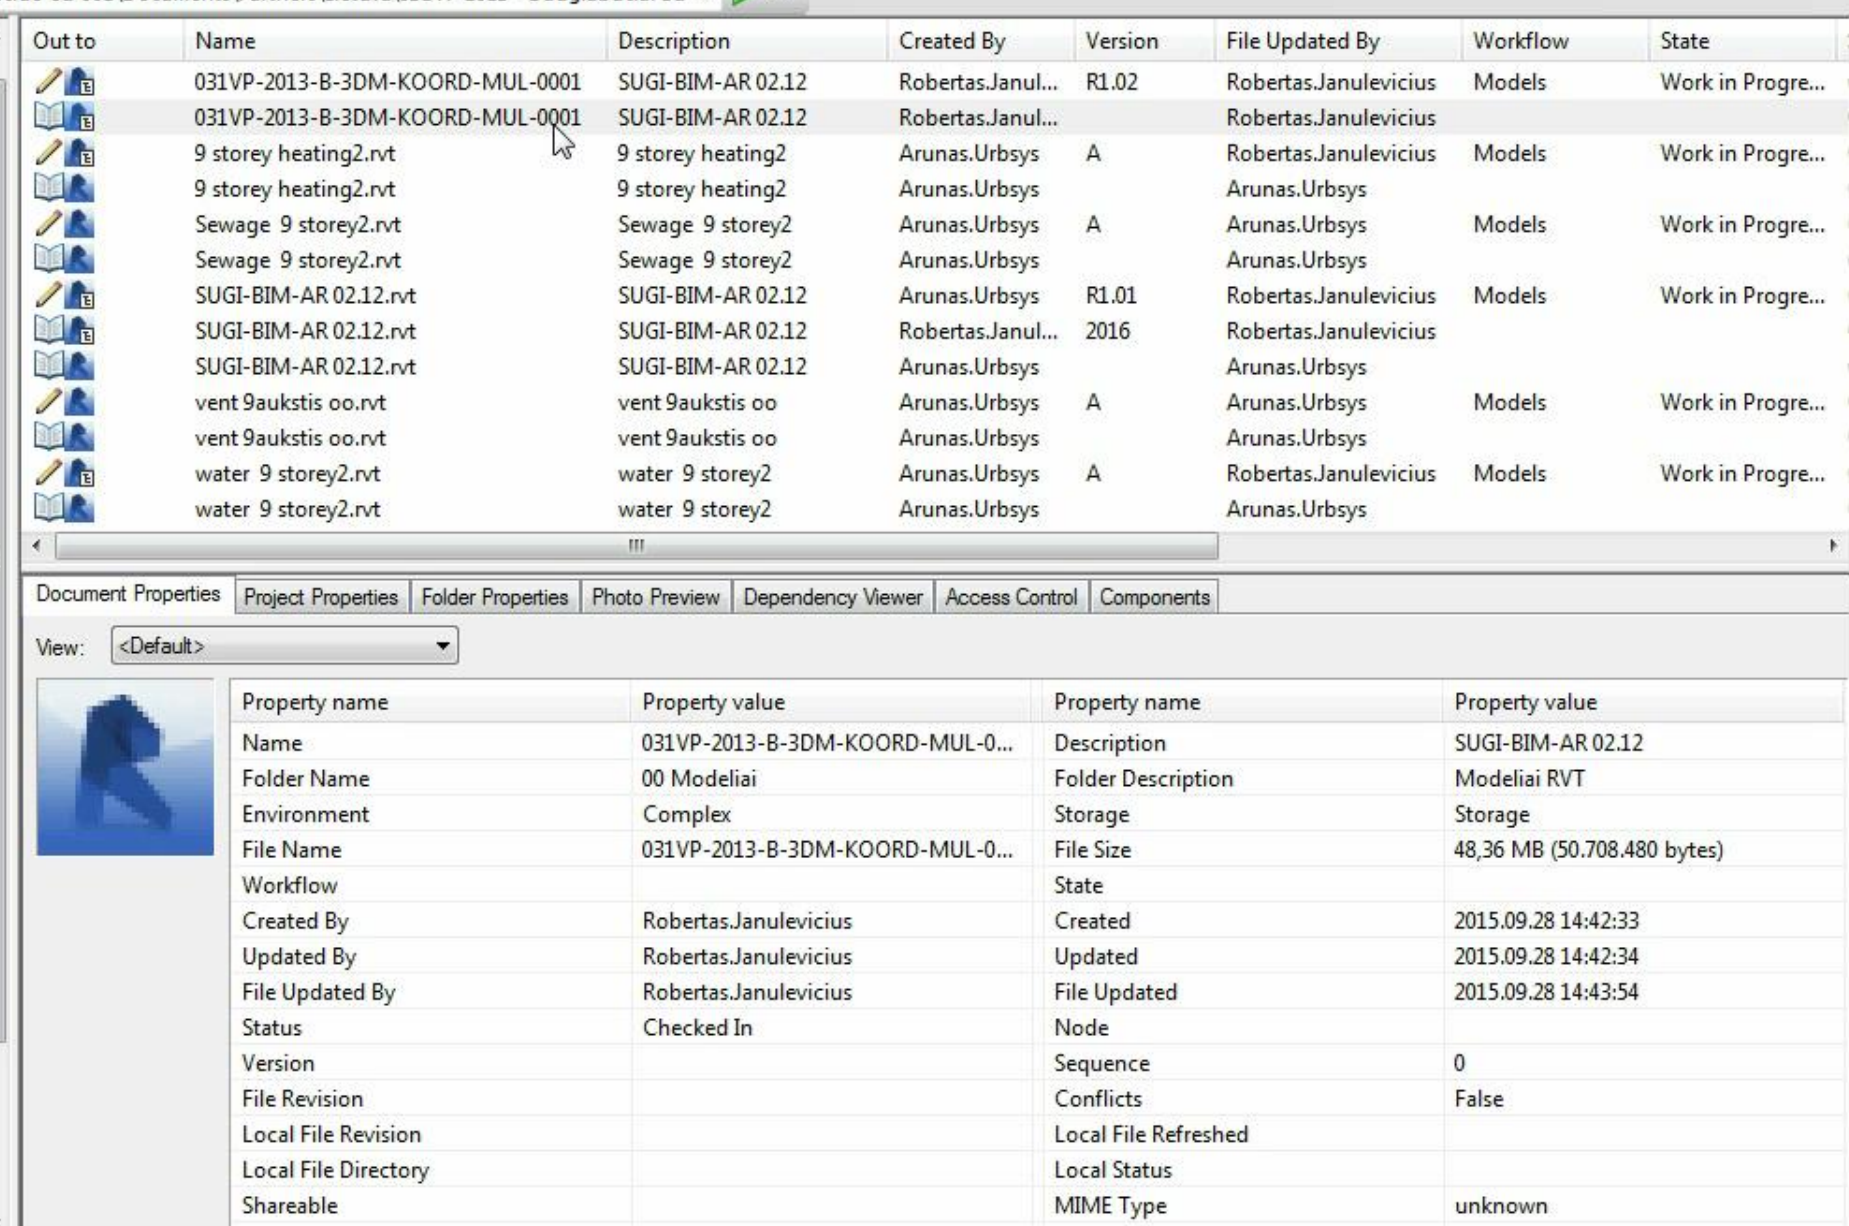 Out to Name Description Created By Version File Updated By Workflow State
031VP-2013-B-3DM-KOORD-MUL-0001 SUGI-BIM-AR 02.12 Robertas.Janul... R1.02 Robertas.Janulevicius Models Work in Progre...
031VP-2013-B-3DM-KOORD-MUL-0001 SUGI-BIM-AR 02.12 Robertas.Janul... Robertas.Janulevicius
9 storey heating2.rvt 9 storey heating2 Arunas.Urbsys A Robertas.Janulevicius Models Work in Progre...
9 storey heating2.rvt 9 storey heating2 Arunas.Urbsys Arunas.Urbsys
Sewage 9 storey2.rvt Sewage 9 storey2 Arunas.Urbsys A Arunas.Urbsys Models Work in Progre...
Sewage 9 storey2.rvt Sewage 9 storey2 Arunas.Urbsys Arunas.Urbsys
SUGI-BIM-AR 02.12.rvt SUGI-BIM-AR 02.12 Arunas.Urbsys R1.01 Robertas.Janulevicius Models Work in Progre...
SUGI-BIM-AR 02.12.rvt SUGI-BIM-AR 02.12 Robertas.Janul... 2016 Robertas.Janulevicius
SUGI-BIM-AR 02.12.rvt SUGI-BIM-AR 02.12 Arunas.Urbsys Arunas.Urbsys
vent 9aukstis oo.rvt vent 9aukstis oo Arunas.Urbsys A Arunas.Urbsys Models Work in Progre...
vent 9aukstis oo.rvt vent 9aukstis oo Arunas.Urbsys Arunas.Urbsys
water 9 storey2.rvt water 9 storey2 Arunas.Urbsys A Robertas.Janulevicius Models Work in Progre...
water 9 storey2.rvt water 9 storey2 Arunas.Urbsys Arunas.Urbsys
Document Properties Project Properties Folder Properties Photo Preview Dependency Viewer Access Control Components
View: <Default>
Property name Property value Property name Property value
Name 031VP-2013-B-3DM-KOORD-MUL-0... Description SUGI-BIM-AR 02.12
Folder Name 00 Modeliai Folder Description Modeliai RVT
Environment Complex Storage Storage
File Name 031VP-2013-B-3DM-KOORD-MUL-0... File Size 48,36 MB (50.708.480 bytes)
Workflow State
Created By Robertas.Janulevicius Created 2015.09.28 14:42:33
Updated By Robertas.Janulevicius Updated 2015.09.28 14:42:34
File Updated By Robertas.Janulevicius File Updated 2015.09.28 14:43:54
Status Checked In Node
Version Sequence 0
File Revision Conflicts False
Local File Revision Local File Refreshed
Local File Directory Local Status
Shareable MIME Type unknown